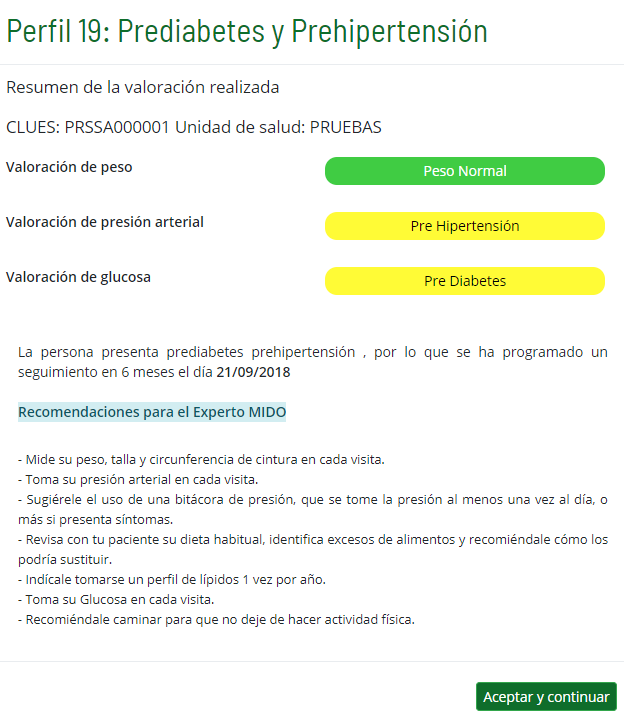 Perfil 19: Prediabetes y Prehipertensión
Resumen de la valoración realizada
CLUES: PRSSA000001 Unidad de salud: PRUEBAS
Valoración de peso
Peso Normal
Valoración de presión arterial
Pre Hipertensión
Valoración de glucosa
Pre Diabetes
La persona presenta prediabetes prehipertensión , por lo que se ha programado un
seguimiento en 6 meses el día 21/09/2018
Recomendaciones para el Experto MIDO
- Mide su peso, talla y circunferencia de cintura en cada visita.
- Toma su presión arterial en cada visita.
- Sugiérele el uso de una bitácora de presión, que se tome la presión al menos una vez al día, o
más si presenta síntomas.
- Revisa con tu paciente su dieta habitual, identifica excesos de alimentos y recomiéndale cómo los
podría sustituir.
- Indícale tomarse un perfil de lípidos 1 vez por año.
- Toma su Glucosa en cada visita.
- Recomiéndale caminar para que no deje de hacer actividad física.
Aceptar y continuar